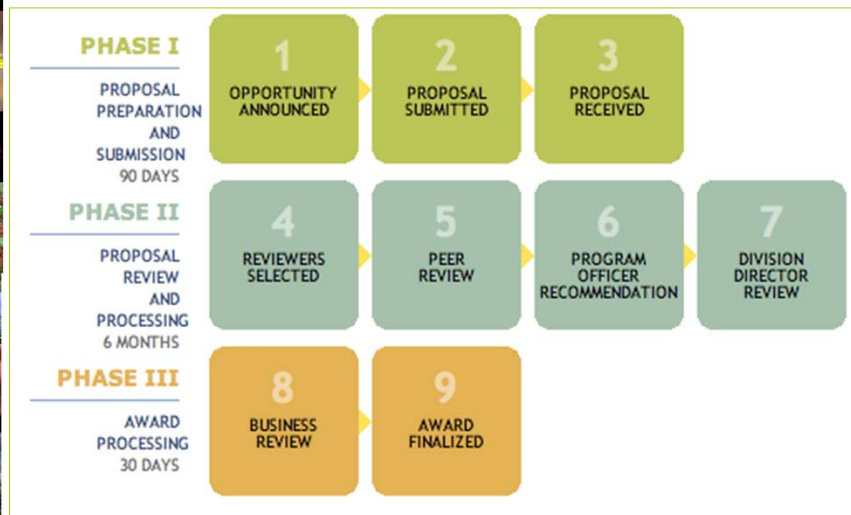 PHASE I
PROPOSAL
PREPARATION
AND
SUBMISSION
90 DAYS
1
OPPORTUNITY
ANNOUNCED
2
PROPOSAL
SUBMITTED
3
PROPOSAL
RECEIVED
PHASE II
PROPOSAL
REVIEW
AND
PROCESSING
6 MONTHS
4
REVIEWERS
SELECTED
5
PEER
REVIEW
6
PROGRAM
OFFICER
RECOMMENDATION
7
DIVISION
DIRECTOR
REVIEW
PHASE III
AWARD
PROCESSING
30 DAYS
8
BUSINESS
REVIEW
9
AWARD
FINALIZED